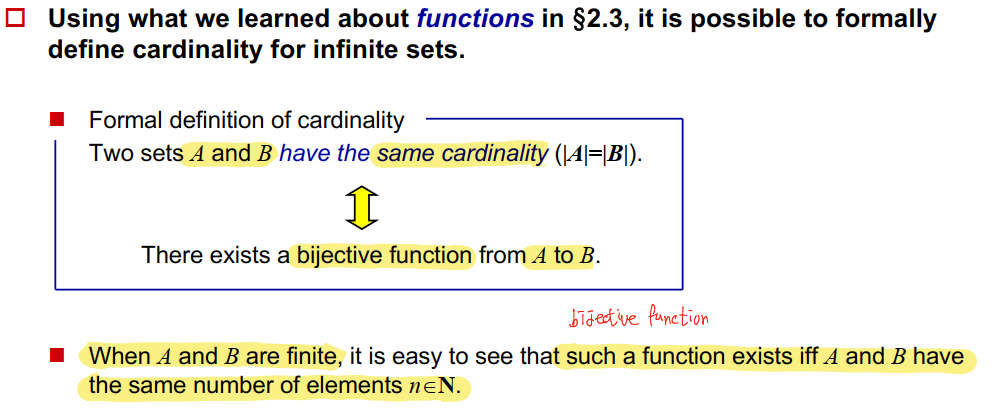 Using what we learned about functions in §2.3, it is possible to formally
define cardinality for infinite sets.
Formal definition of cardinality
Two sets A and B have the same cardinality (|A|=|B|).
There exists a bijective function from A to B.
bijective function
When A and B are finite, it is easy to see that such a function exists iff A and B have
the same number of elements n∈N.